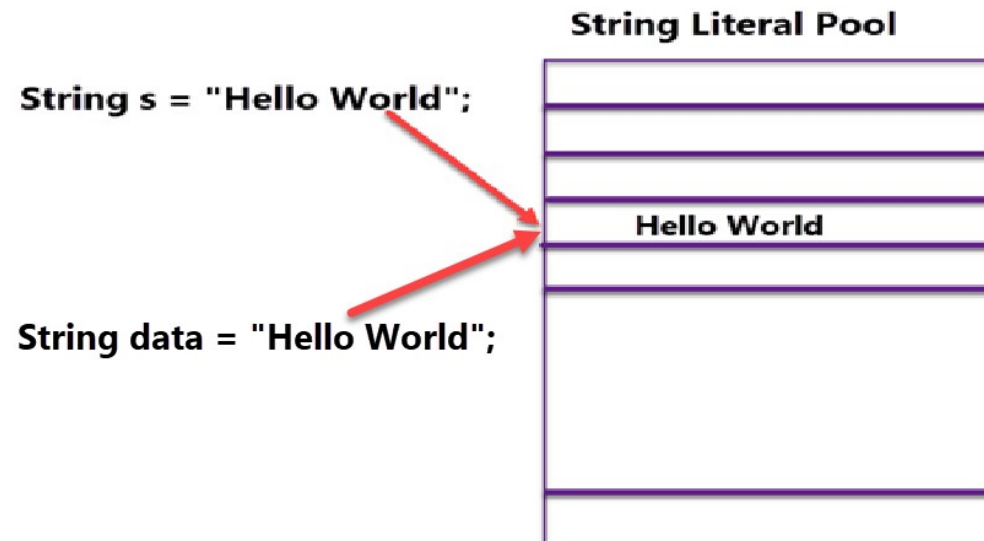 String Literal Pool
String s = "Hello World";
Hello World
String data = "Hello World";